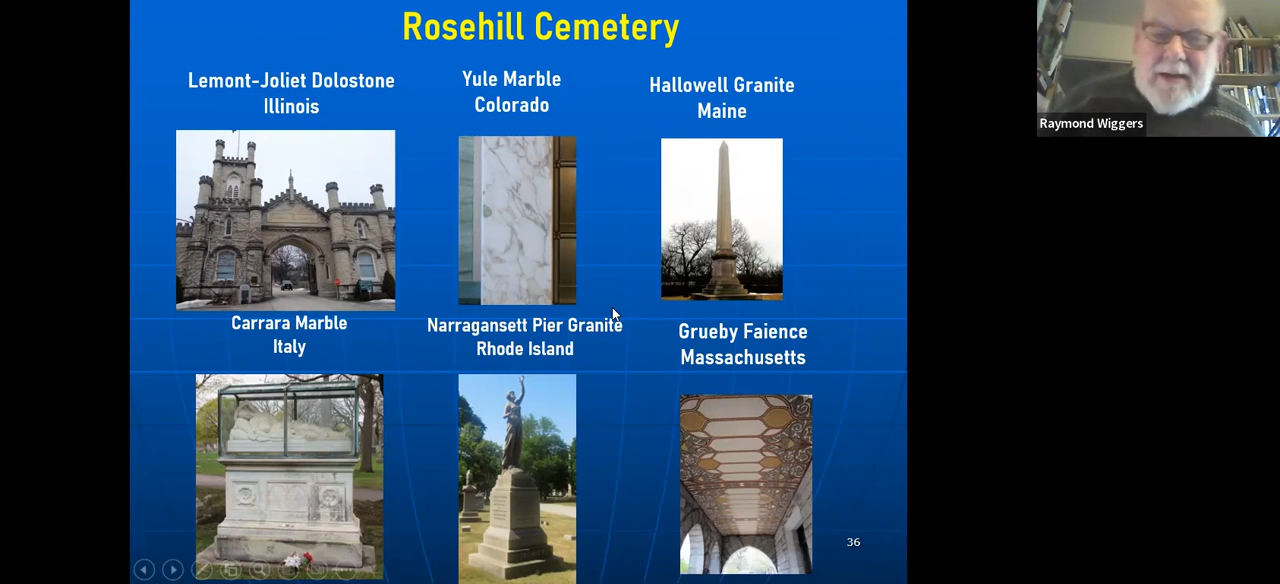 Rosehill Cemetery
Lemont-Joliet Dolostone
Illinois
Yule Marble
Colorado
Hallowell Granite
Maine
Carrara Marble
Italy
Narragansett Pier Granite
Rhode Island
Grueby Faience
Massachusetts
36
Raymond Wiggers